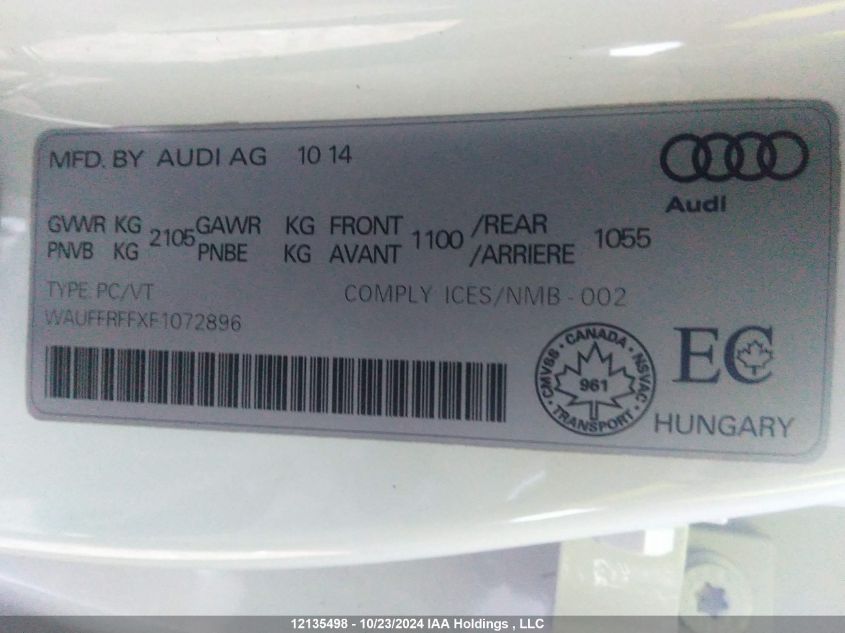 MFD. BY AUDI AG 10 14
Audi
GVWR KG 2105 GAWR KG FRONT 1100 /REAR 1055
PNVB KG PNBE KG AVANT /ARRIERE
TYPE: PC/VT COMPLY ICES/NMB-002
WAUFFRFFXF1072896
CANADA
CMVSS NSVAC
961
TRANSPORT
EC
HUNGARY
12135498 - 10/23/2024 IAA Holdings , LLC